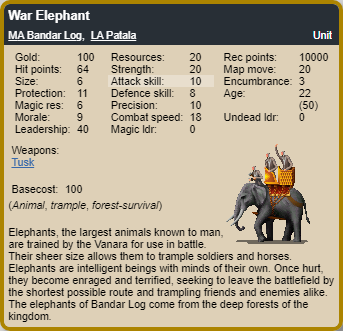 War Elephant
MA Bandar Log, LA Patala Unit
Gold: 100 Resources: 20 Rec points: 10000
Hit points: 64 Strength: 20 Map move: 20
Size: 6 Attack skill: 10 Encumbrance: 3
Protection: 11 Defence skill: 8 Age: 22
Magic res: 6 Precision: 10 (50)
Morale: 9 Combat speed: 18 Undead ldr: 0
Leadership: 40 Magic ldr: 0
Weapons:
Tusk
Basecost: 100
(Animal, trample, forest-survival)
Elephants, the largest animals known to man,
are trained by the Vanara for use in battle.
Their sheer size allows them to trample soldiers and horses.
Elephants are intelligent beings with minds of their own. Once hurt,
they become enraged and terrified, seeking to leave the battlefield by
the shortest possible route and trampling friends and enemies alike.
The elephants of Bandar Log come from the deep forests of the
kingdom.